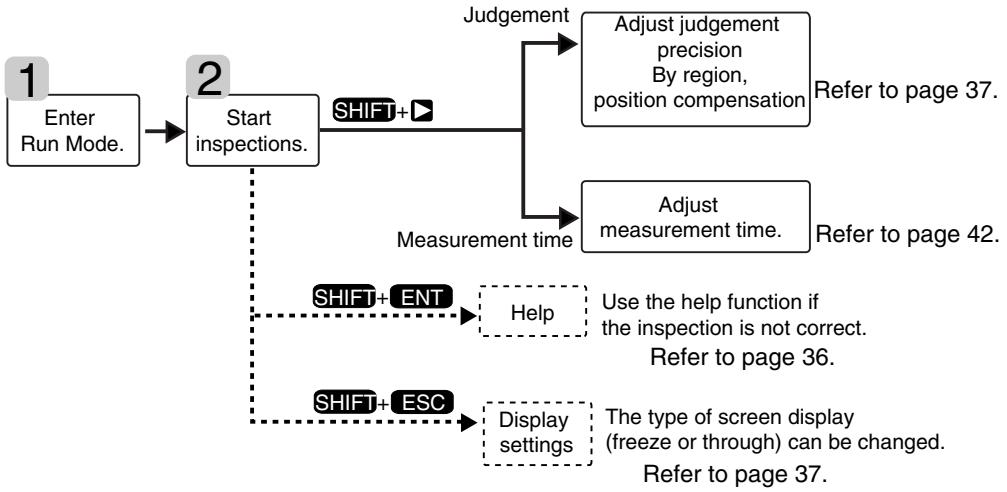 1
Enter
Run Mode.
2
Start
inspections.
SHIFT+▶
Judgement
Adjust judgement
precision
By region,
position compensation
Refer to page 37.
Measurement time
Adjust
measurement time.
Refer to page 42.
SHIFT+ENT
Help
Use the help function if
the inspection is not correct.
Refer to page 36.
SHIFT+ESC
Display
settings
The type of screen display
(freeze or through) can be changed.
Refer to page 37.